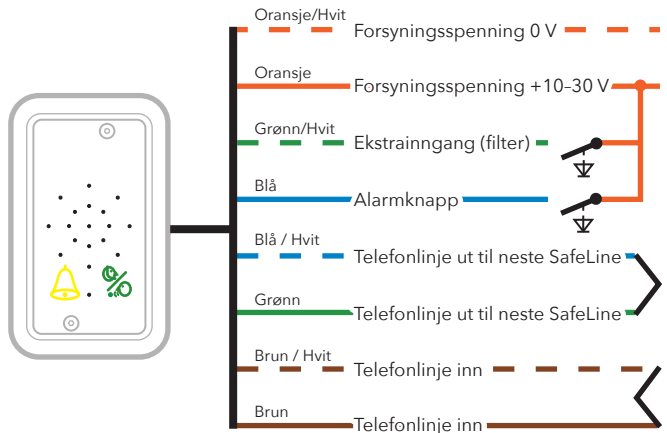 Oransje/Hvit
Forsyningsspenning 0 V
Oransje
Forsyningsspenning +10–30 V
Grønn/Hvit
Ekstrainngang (filter)
Blå
Alarmknapp
Blå / Hvit
Telefonlinje ut til neste SafeLine
Grønn
Telefonlinje ut til neste SafeLine
Brun / Hvit
Telefonlinje inn
Brun
Telefonlinje inn